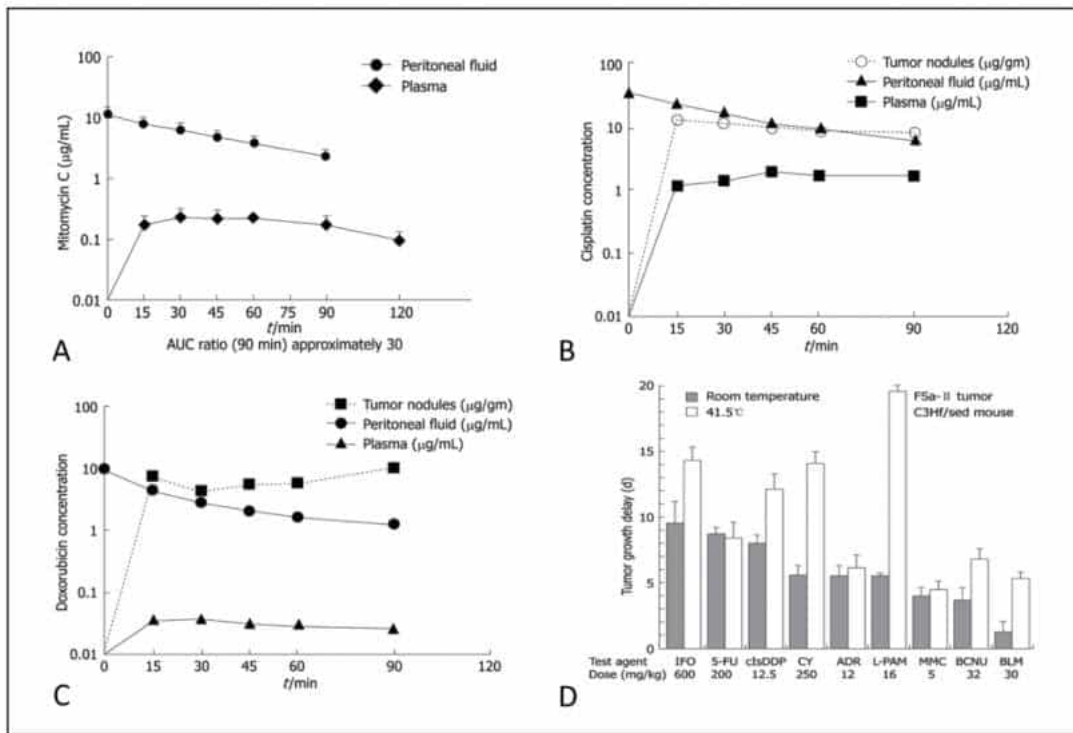 100
10
1
0.1
0.01
Mitomycin C (μg/mL)
Peritoneal fluid
Plasma
0 15 30 45 60 75 90 120
t/min
AUC ratio (90 min) approximately 30
A
100
10
1
0.1
0.01
Cisplatin concentration
Tumor nodules (μg/gm)
Peritoneal fluid (μg/mL)
Plasma (μg/mL)
0 15 30 45 60 90 120
t/min
B
100
10
1
0.1
0.01
Doxorubicin concentration
Tumor nodules (μg/gm)
Peritoneal fluid (μg/mL)
Plasma (μg/mL)
0 15 30 45 60 90 120
t/min
C
20
15
10
5
0
Tumor growth delay (d)
Room temperature
41.5℃
FSa-II tumor
C3Hf/sed mouse
Test agent IFO 5-FU cisDDP CY ADR L-PAM MMC BCNU BLM
Dose (mg/kg) 600 200 12.5 250 12 16 5 32 30
D